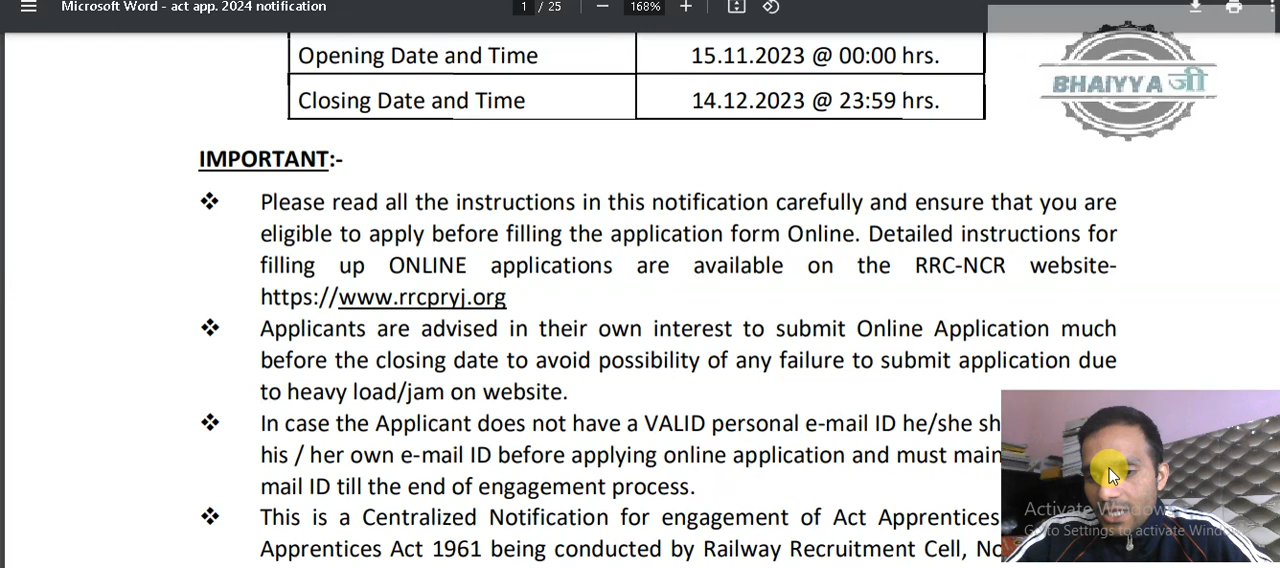 Microsoft Word - act app. 2024 notification
1 / 25
168%
Opening Date and Time 15.11.2023 @ 00:00 hrs.
BHAIYYA जी
Closing Date and Time 14.12.2023 @ 23:59 hrs.
IMPORTANT:-
❖ Please read all the instructions in this notification carefully and ensure that you are
eligible to apply before filling the application form Online. Detailed instructions for
filling up ONLINE applications are available on the RRC-NCR website-
https://www.rrcpryj.org
❖ Applicants are advised in their own interest to submit Online Application much
before the closing date to avoid possibility of any failure to submit application due
to heavy load/jam on website.
❖ In case the Applicant does not have a VALID personal e-mail ID he/she sh
his / her own e-mail ID before applying online application and must main
mail ID till the end of engagement process.
❖ This is a Centralized Notification for engagement of Act Apprentices
Apprentices Act 1961 being conducted by Railway Recruitment Cell, No
Activate Windows
Go to Settings to activate Windows